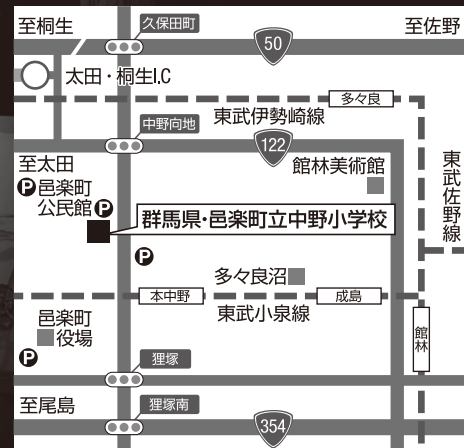 至桐生
久保田町
50
至佐野
太田・桐生I.C
多々良
東武伊勢崎線
中野向地
122
至太田
館林美術館
東武佐野線
P邑楽町
公民館P
群馬県・邑楽町立中野小学校
P
多々良沼
本中野
成島
東武小泉線
邑楽町
役場
館林
P
狸塚
至尾島
狸塚南
354